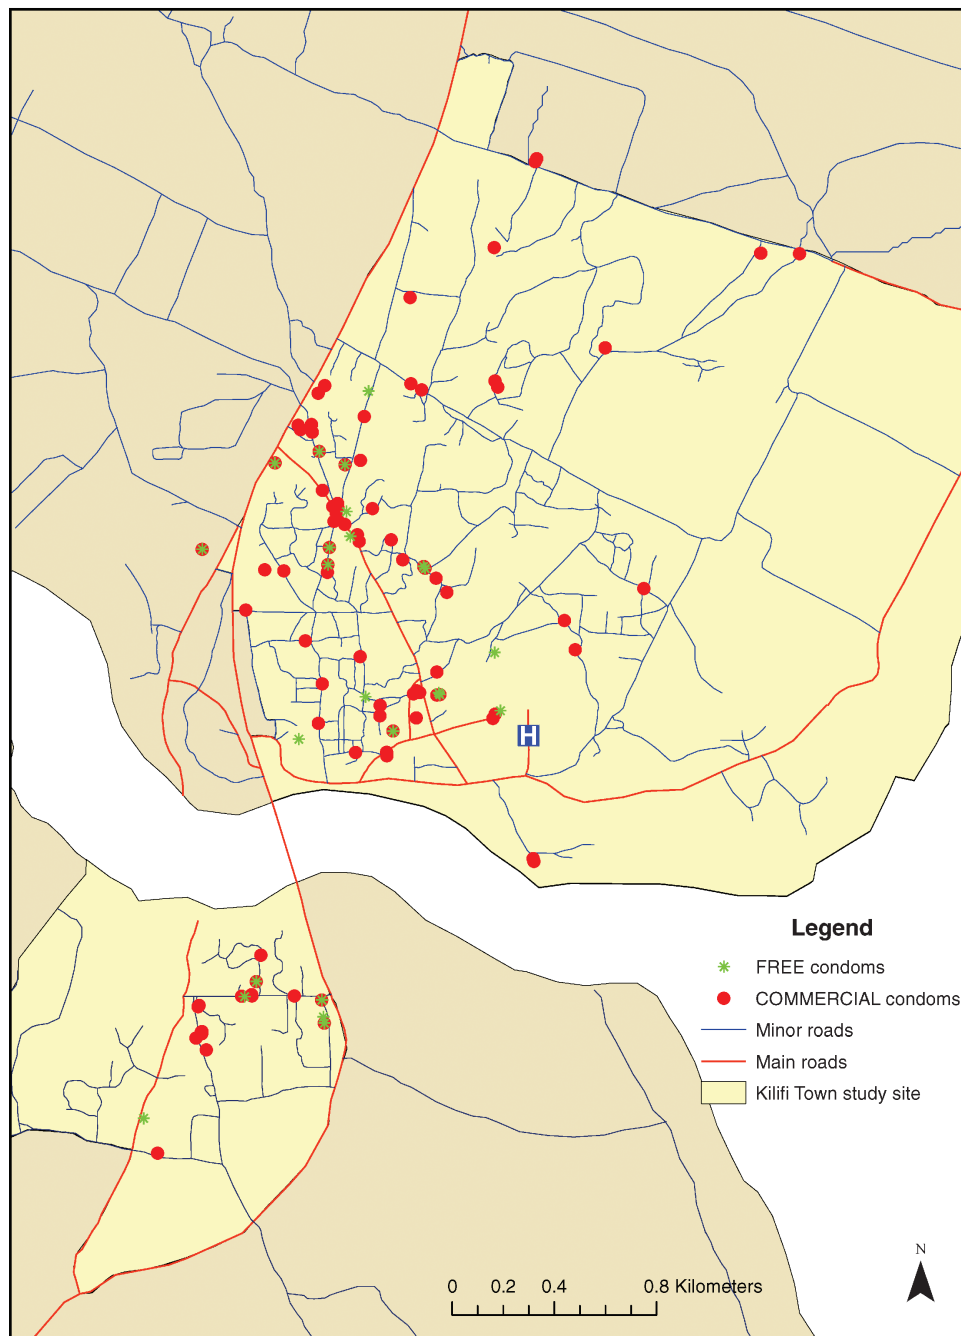 H
Legend
FREE condoms
COMMERCIAL condoms
Minor roads
Main roads
Kilifi Town study site
N
0 0.2 0.4 0.8 Kilometers